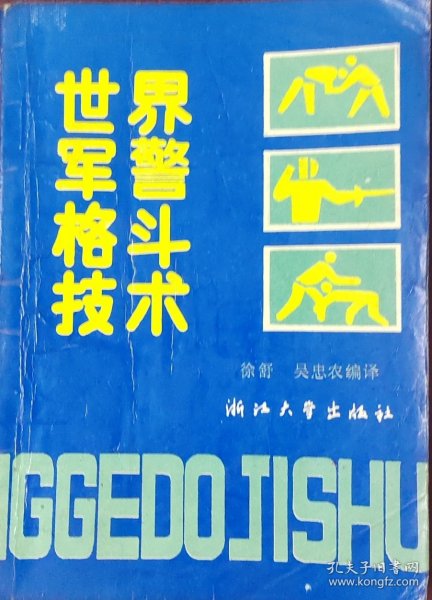 世界
军警
格斗
技术
徐舒 吴忠农编译
浙江大学出版社
NGGEDOJISHU
孔夫子旧书网
www.kongfz.com